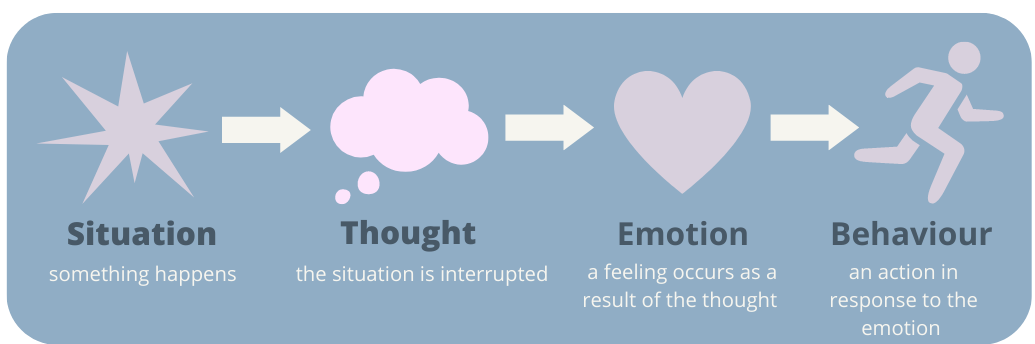 Situation
something happens
Thought
the situation is interrupted
Emotion
a feeling occurs as a
result of the thought
Behaviour
an action in
response to the
emotion